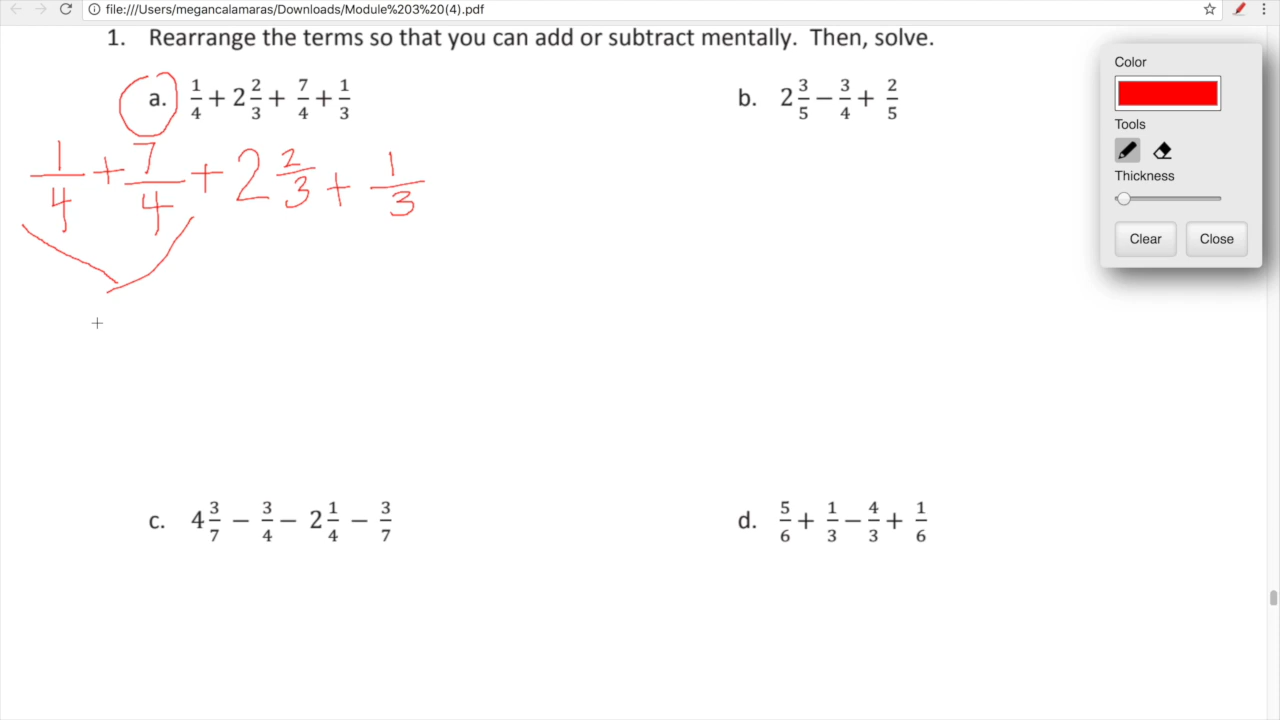 file:///Users/megancalamaras/Downloads/Module%203%20(4).pdf
1. Rearrange the terms so that you can add or subtract mentally. Then, solve.
a. 1/4 + 2 2/3 + 7/4 + 1/3
b. 2 3/5 − 3/4 + 2/5
1/4 + 7/4 + 2 2/3 + 1/3
c. 4 3/7 − 3/4 − 2 1/4 − 3/7
d. 5/6 + 1/3 − 4/3 + 1/6
Color
Tools
Thickness
Clear
Close